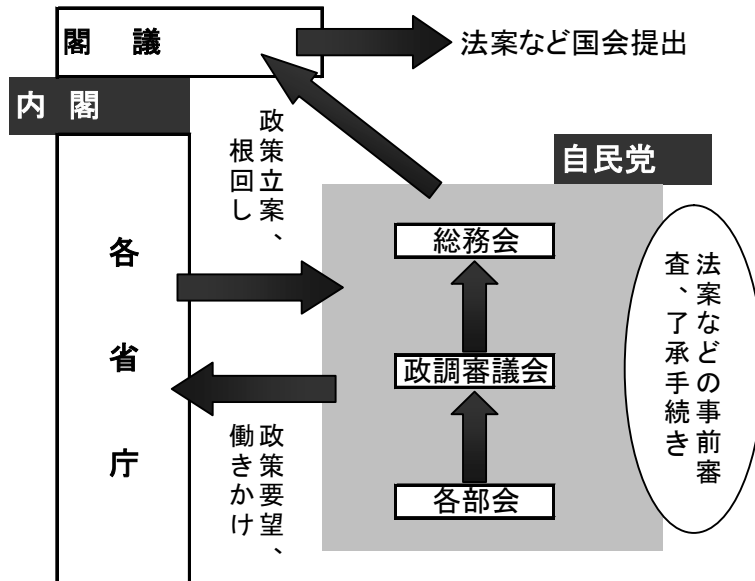 閣　議
法案など国会提出
内 閣
政策立案、
根回し
自民党
各省庁
総務会
法案などの事前審
査、了承手続き
政調審議会
政策要望、
働きかけ
各部会